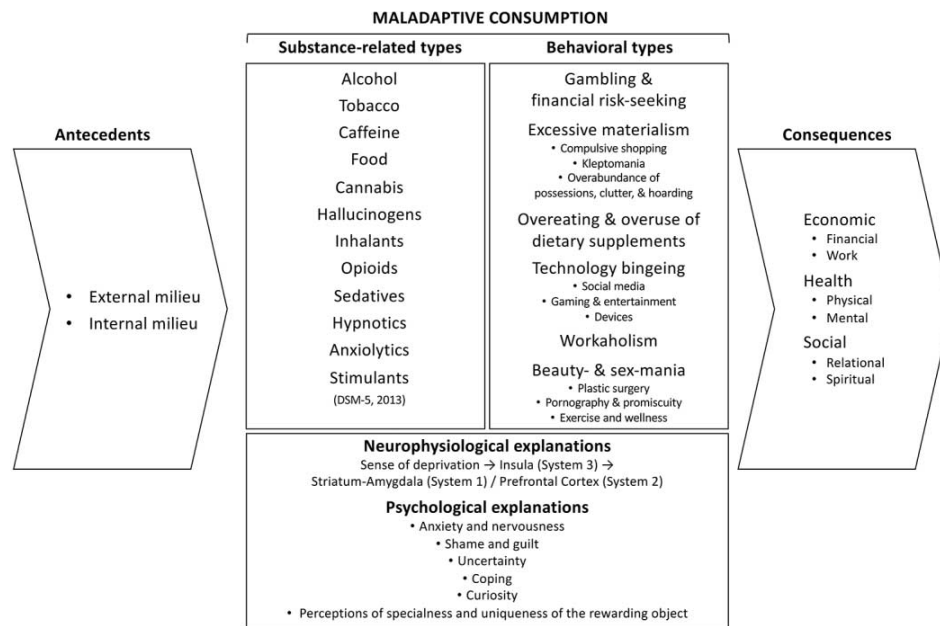 MALADAPTIVE CONSUMPTION
Antecedents
• External milieu
• Internal milieu
Substance-related types
Alcohol
Tobacco
Caffeine
Food
Cannabis
Hallucinogens
Inhalants
Opioids
Sedatives
Hypnotics
Anxiolytics
Stimulants
(DSM-5, 2013)
Behavioral types
Gambling &
financial risk-seeking
Excessive materialism
• Compulsive shopping
• Kleptomania
• Overabundance of
possessions, clutter, & hoarding
Overeating & overuse of
dietary supplements
Technology bingeing
• Social media
• Gaming & entertainment
• Devices
Workaholism
Beauty- & sex-mania
• Plastic surgery
• Pornography & promiscuity
• Exercise and wellness
Neurophysiological explanations
Sense of deprivation → Insula (System 3) →
Striatum-Amygdala (System 1) / Prefrontal Cortex (System 2)
Psychological explanations
• Anxiety and nervousness
• Shame and guilt
• Uncertainty
• Coping
• Curiosity
• Perceptions of specialness and uniqueness of the rewarding object
Consequences
Economic
• Financial
• Work
Health
• Physical
• Mental
Social
• Relational
• Spiritual